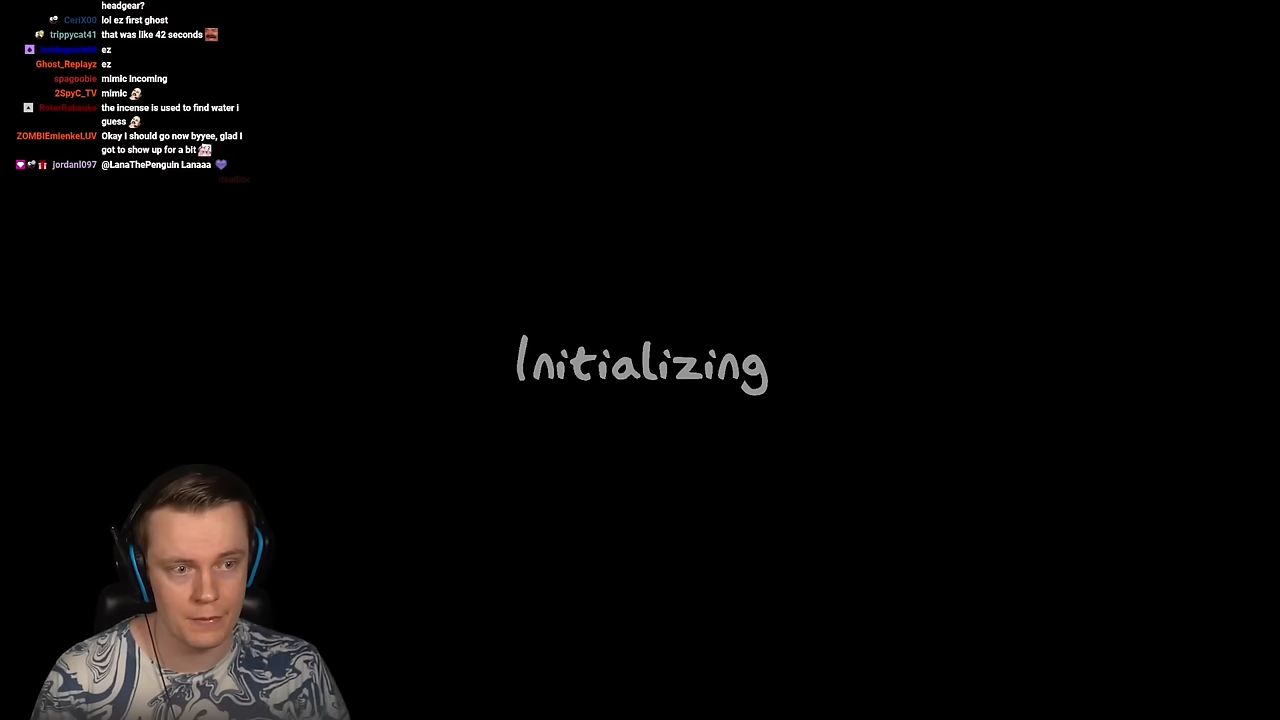 headgear?
CeriX00 lol ez first ghost
trippycat41 that was like 42 seconds
ez
Ghost_Replayz ez
spagoobie mimic incoming
2SpyC_TV mimic
the incense is used to find water i
guess
ZOMBIEmienkeLUV Okay I should go now byyee, glad I
got to show up for a bit
jordanl097 @LanaThePenguin Lanaaa
Initializing